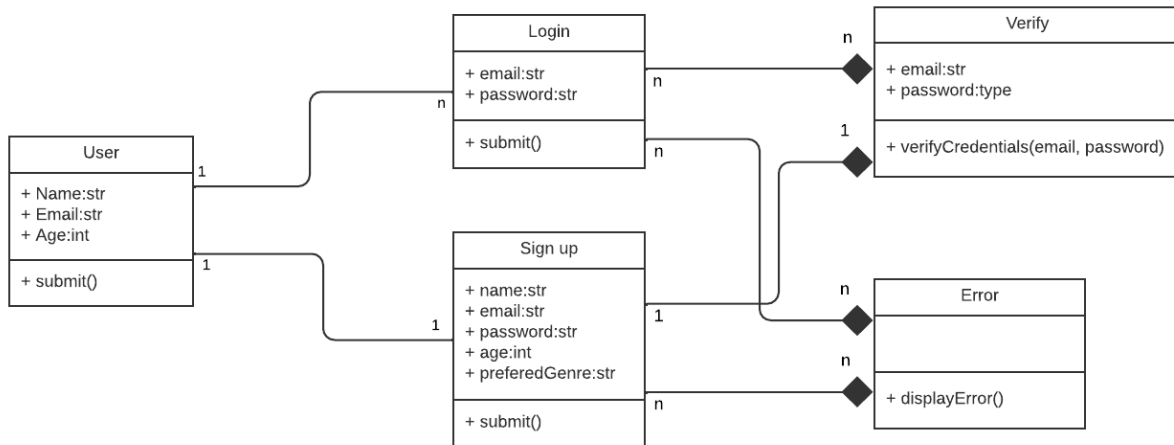 User
+ Name:str
+ Email:str
+ Age:int
+ submit()
1
1
Login
+ email:str
+ password:str
+ submit()
n
n
n
Sign up
+ name:str
+ email:str
+ password:str
+ age:int
+ preferedGenre:str
+ submit()
1
1
n
Verify
+ email:str
+ password:type
+ verifyCredentials(email, password)
n
1
Error
+ displayError()
n
n